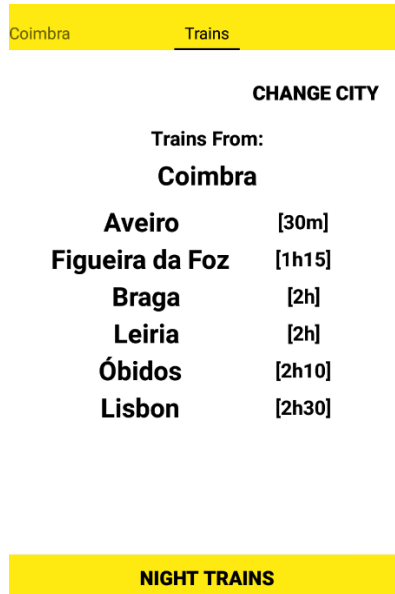 Coimbra Trains
CHANGE CITY
Trains From:
Coimbra
Aveiro [30m]
Figueira da Foz [1h15]
Braga [2h]
Leiria [2h]
Óbidos [2h10]
Lisbon [2h30]
NIGHT TRAINS